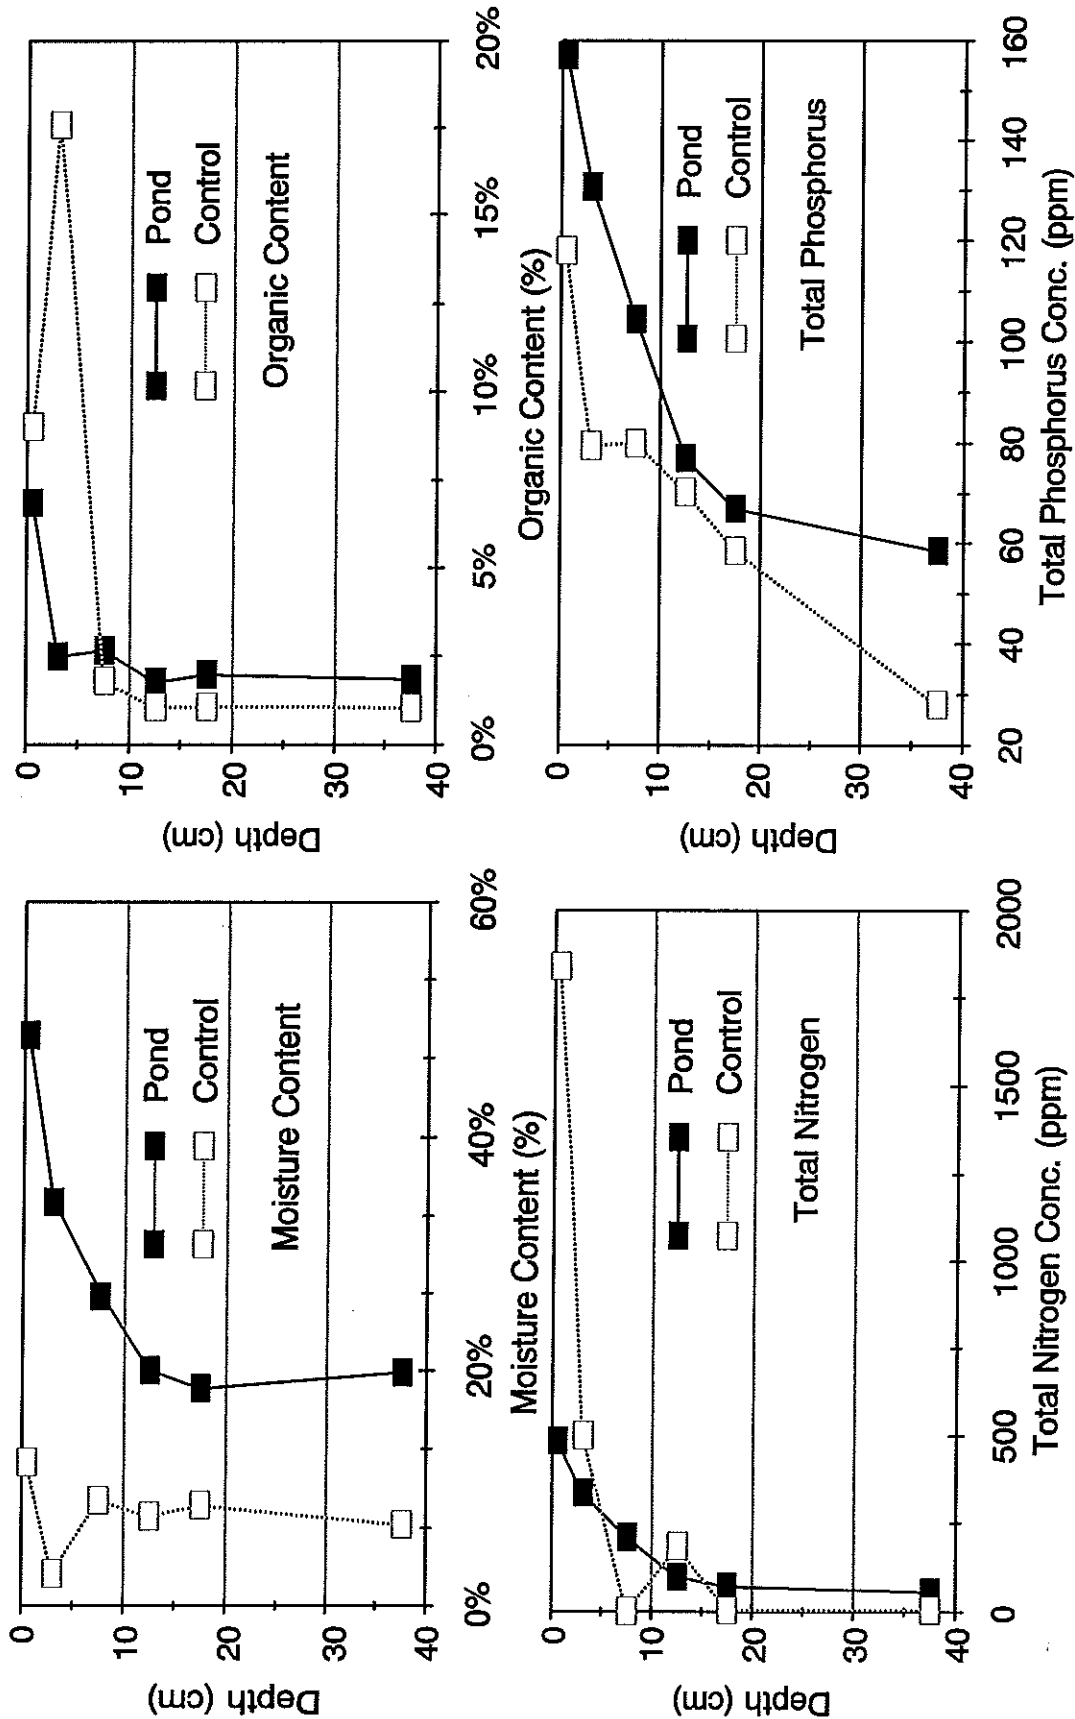 Depth (cm)
0
10
20
30
40
Pond
Control
Moisture Content
0%
20%
40%
60%
Moisture Content (%)
Depth (cm)
0
10
20
30
40
Pond
Control
Organic Content
0%
5%
10%
15%
20%
Organic Content (%)
Depth (cm)
0
10
20
30
40
Pond
Control
Total Nitrogen
0
500
1000
1500
2000
Total Nitrogen Conc. (ppm)
Depth (cm)
0
10
20
30
40
Pond
Control
Total Phosphorus
20
40
60
80
100
120
140
160
Total Phosphorus Conc. (ppm)